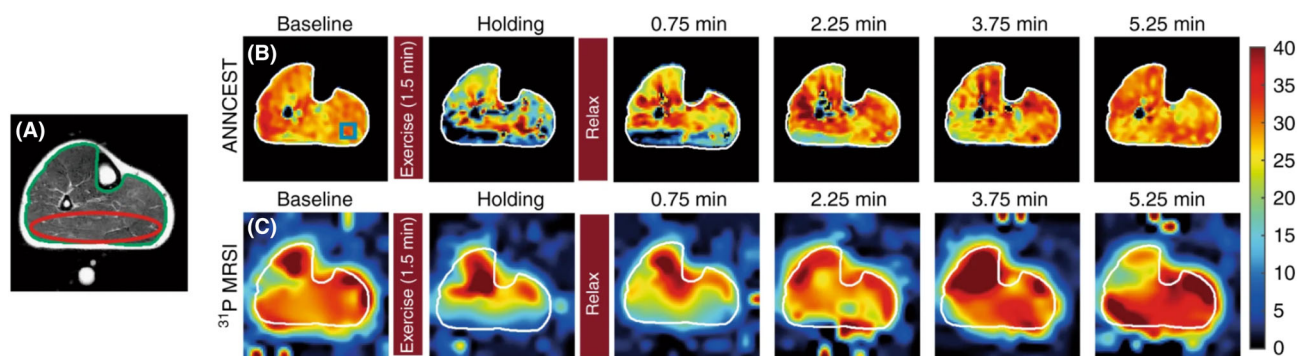 Baseline Holding 0.75 min 2.25 min 3.75 min 5.25 min
(A)
ANNCEST
(B)
Exercise (1.5 min)
Relax
Baseline Holding 0.75 min 2.25 min 3.75 min 5.25 min
³¹P MRSI
(C)
Exercise (1.5 min)
Relax
40
35
30
25
20
15
10
5
0